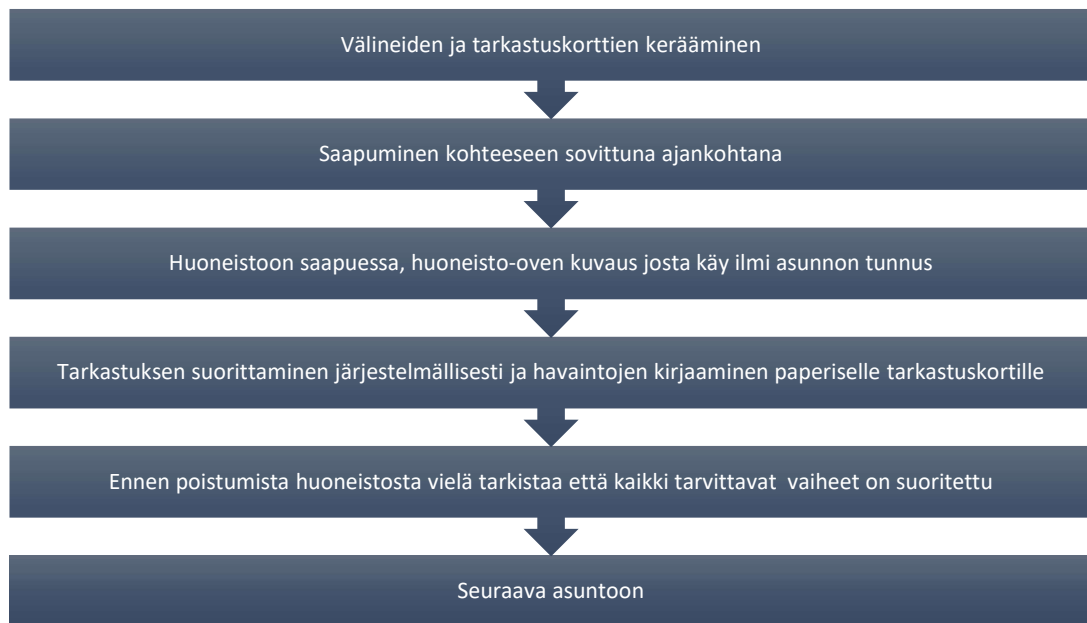 Välineiden ja tarkastuskorttien kerääminen
Saapuminen kohteeseen sovittuna ajankohtana
Huoneistoon saapuessa, huoneisto-oven kuvaus josta käy ilmi asunnon tunnus
Tarkastuksen suorittaminen järjestelmällisesti ja havaintojen kirjaaminen paperiselle tarkastuskortille
Ennen poistumista huoneistosta vielä tarkistaa että kaikki tarvittavat  vaiheet on suoritettu
Seuraava asuntoon